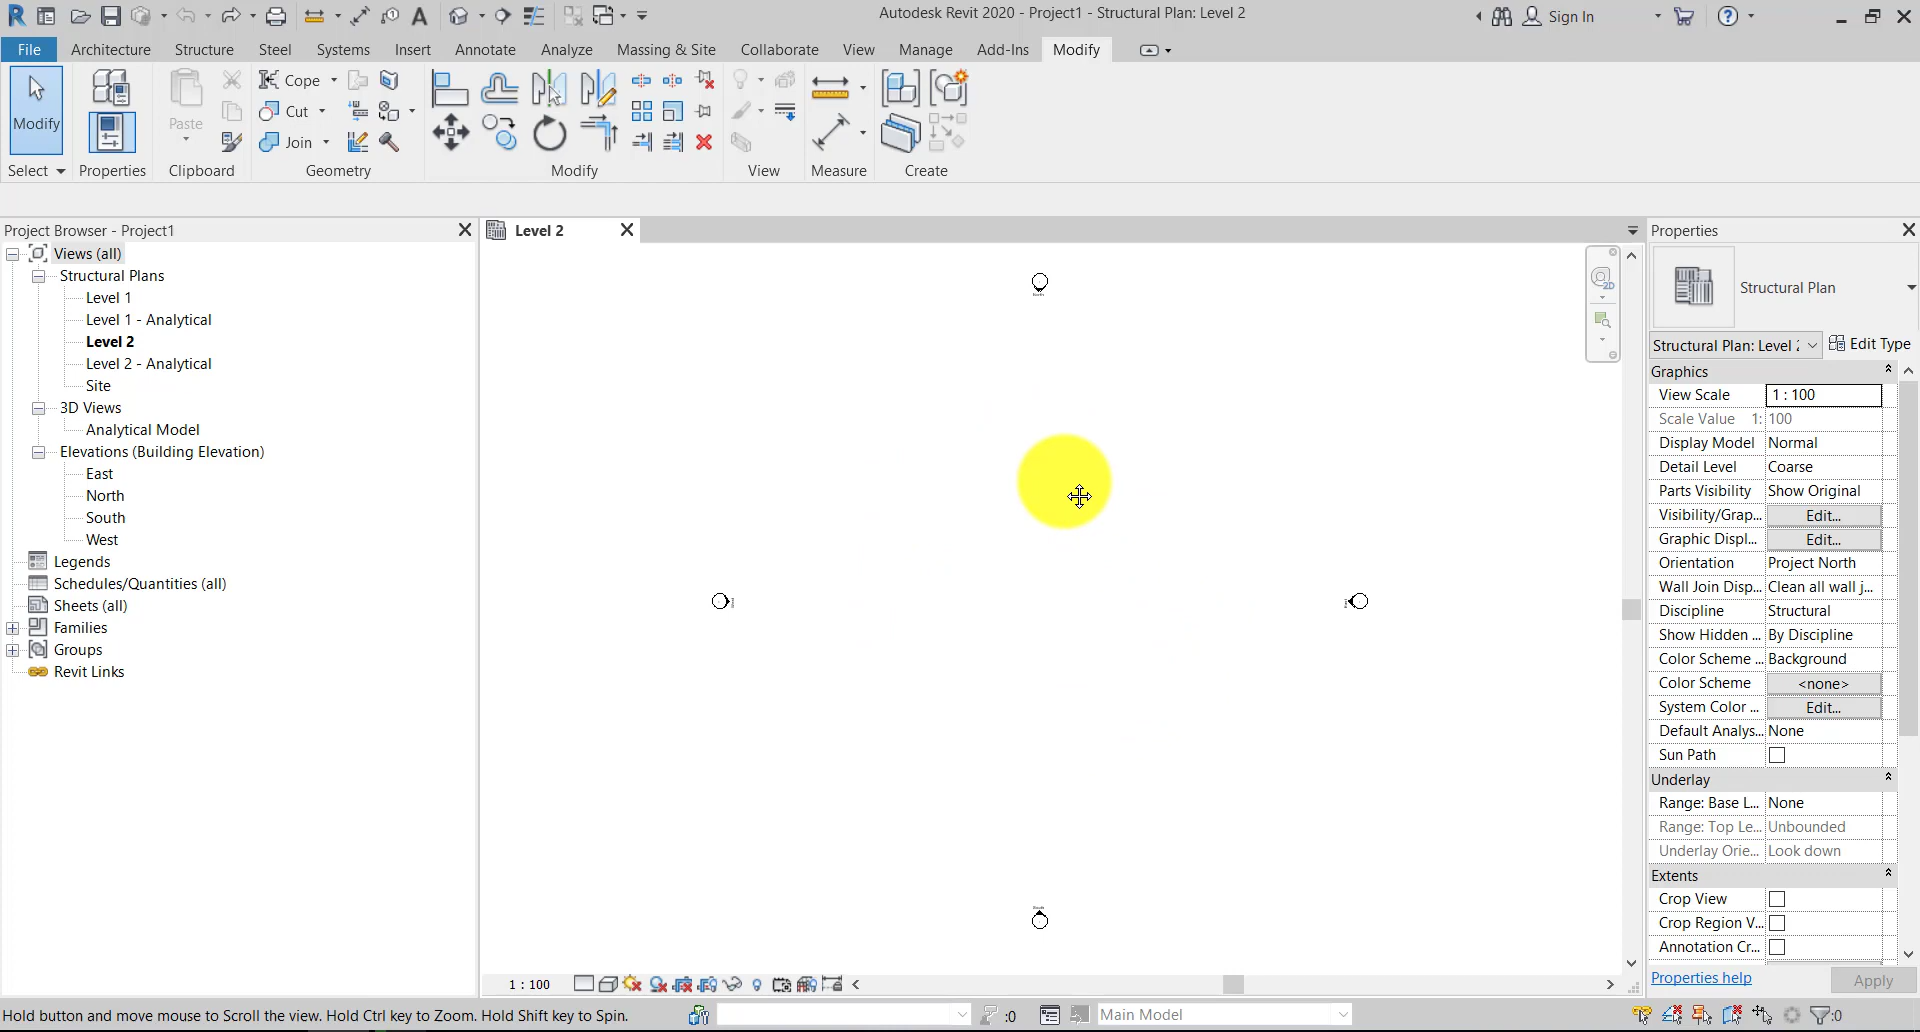 Autodesk Revit 2020 - Project1 - Structural Plan: Level 2
Sign In
File Architecture Structure Steel Systems Insert Annotate Analyze Massing & Site Collaborate View Manage Add-Ins Modify
Modify
Paste
Cope
Cut
Join
Select Properties Clipboard Geometry Modify View Measure Create
Project Browser - Project1
Views (all)
Structural Plans
Level 1
Level 1 - Analytical
Level 2
Level 2 - Analytical
Site
3D Views
Analytical Model
Elevations (Building Elevation)
East
North
South
West
Legends
Schedules/Quantities (all)
Sheets (all)
Families
Groups
Revit Links
Level 2
2D
Properties
Structural Plan
Structural Plan: Level
Edit Type
Graphics
View Scale 1 : 100
Scale Value 1: 100
Display Model Normal
Detail Level Coarse
Parts Visibility Show Original
Visibility/Grap... Edit...
Graphic Displ... Edit...
Orientation Project North
Wall Join Disp... Clean all wall j...
Discipline Structural
Show Hidden ... By Discipline
Color Scheme ... Background
Color Scheme <none>
System Color ... Edit...
Default Analys... None
Sun Path
Underlay
Range: Base L... None
Range: Top Le... Unbounded
Underlay Orie... Look down
Extents
Crop View
Crop Region V...
Annotation Cr...
Properties help Apply
1 : 100
Hold button and move mouse to Scroll the view. Hold Ctrl key to Zoom. Hold Shift key to Spin.
:0
Main Model
:0